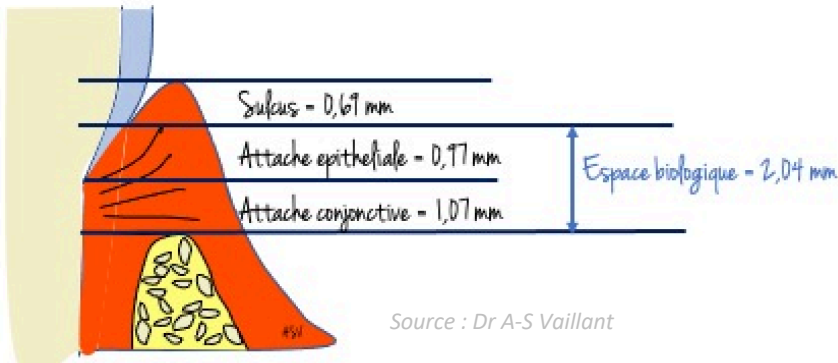 Sulcus = 0,69 mm
Attache epitheliale = 0,97 mm
Espace biologique = 2,04 mm
Attache conjonctive = 1,07 mm
ASV
Source : Dr A-S Vaillant